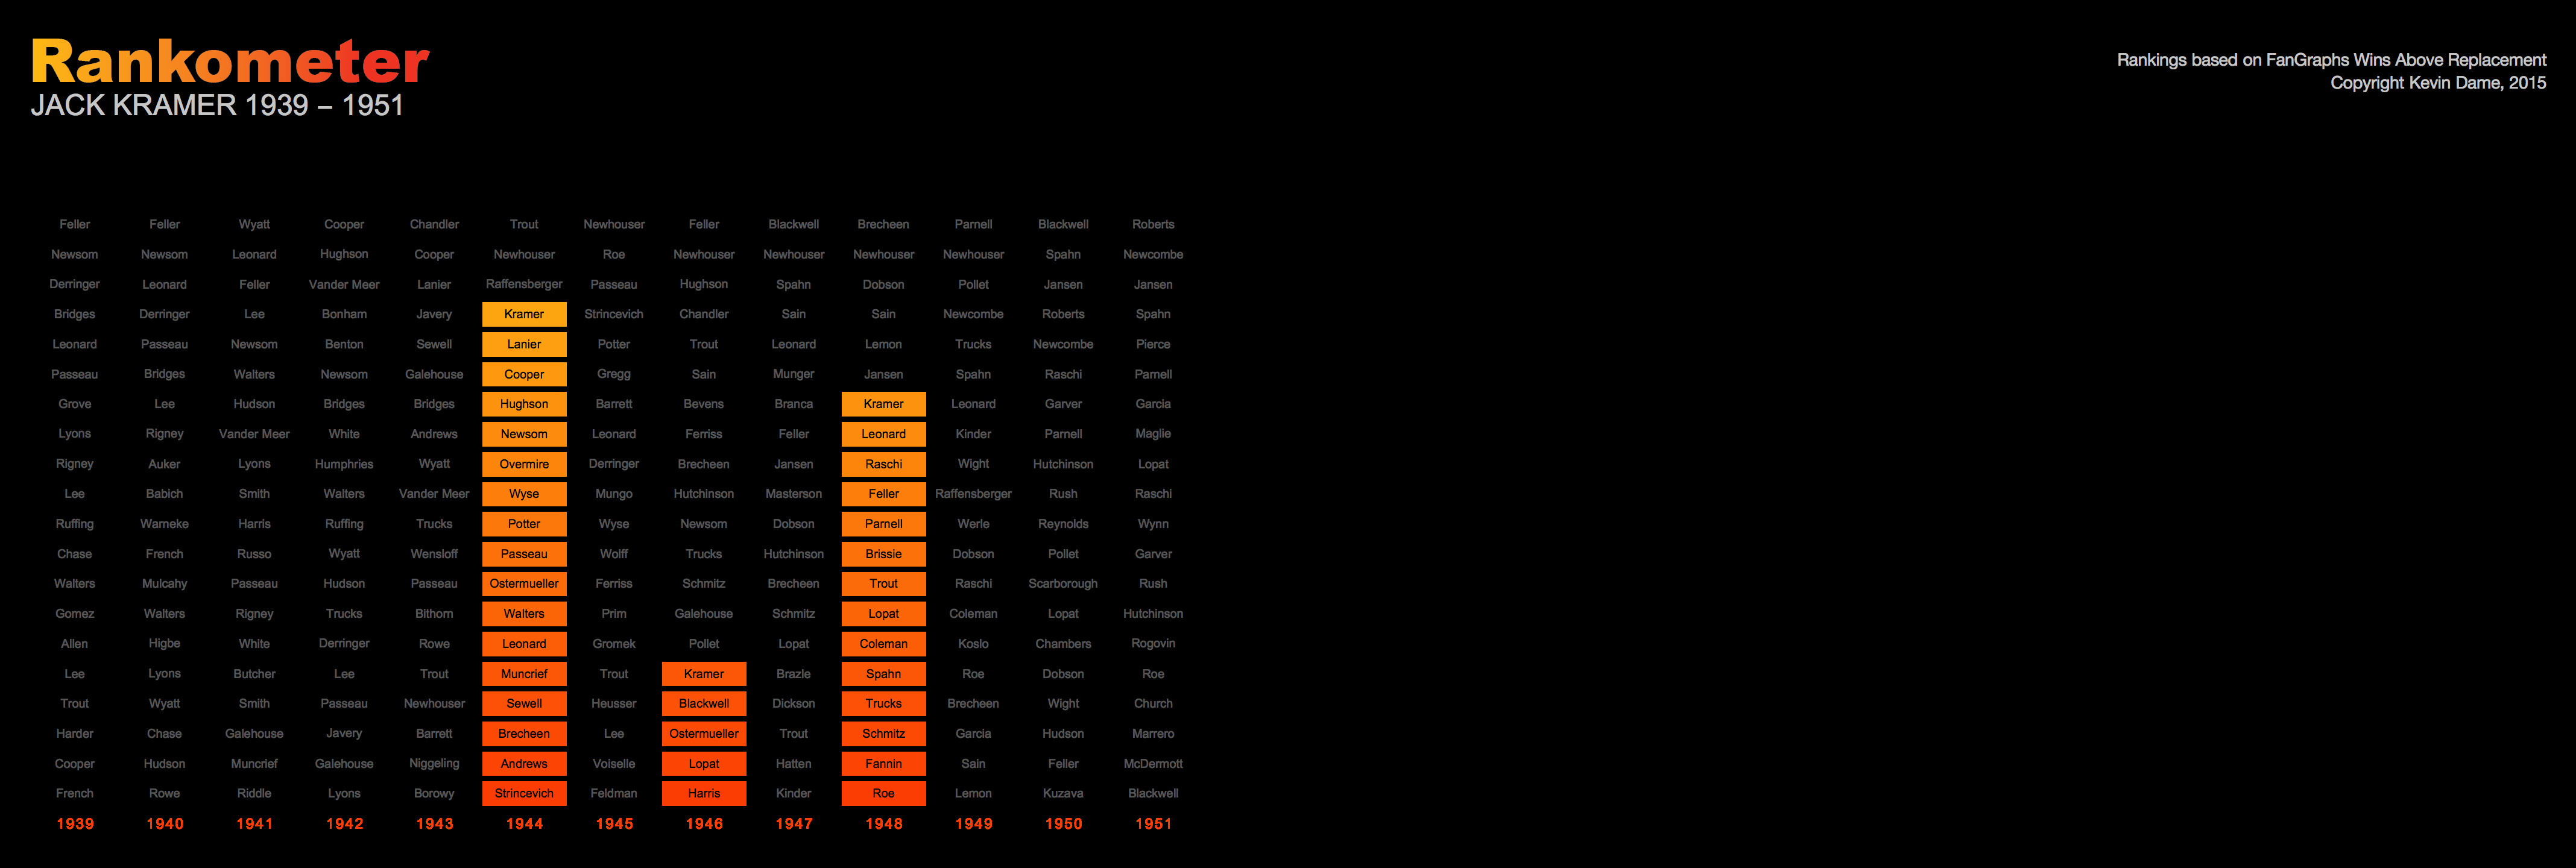 Rankometer
JACK KRAMER 1939 – 1951
Rankings based on FanGraphs Wins Above Replacement
Copyright Kevin Dame, 2015
Feller Feller Wyatt Cooper Chandler Trout Newhouser Feller Blackwell Brecheen Parnell Blackwell Roberts
Newsom Newsom Leonard Hughson Cooper Newhouser Roe Newhouser Newhouser Newhouser Newhouser Spahn Newcombe
Derringer Leonard Feller Vander Meer Lanier Raffensberger Passeau Hughson Spahn Dobson Pollet Jansen Jansen
Bridges Derringer Lee Bonham Javery Kramer Strincevich Chandler Sain Sain Newcombe Roberts Spahn
Leonard Passeau Newsom Benton Sewell Lanier Potter Trout Leonard Lemon Trucks Newcombe Pierce
Passeau Bridges Walters Newsom Galehouse Cooper Gregg Sain Munger Jansen Spahn Raschi Parnell
Grove Lee Hudson Bridges Bridges Hughson Barrett Bevens Branca Kramer Leonard Garver Garcia
Lyons Rigney Vander Meer White Andrews Newsom Leonard Ferriss Feller Leonard Kinder Parnell Maglie
Rigney Auker Lyons Humphries Wyatt Overmire Derringer Brecheen Jansen Raschi Wight Hutchinson Lopat
Lee Babich Smith Walters Vander Meer Wyse Mungo Hutchinson Masterson Feller Raffensberger Rush Raschi
Ruffing Warneke Harris Ruffing Trucks Potter Wyse Newsom Dobson Parnell Werle Reynolds Wynn
Chase French Russo Wyatt Wensloff Passeau Wolff Trucks Hutchinson Brissie Dobson Pollet Garver
Walters Mulcahy Passeau Hudson Passeau Ostermueller Ferriss Schmitz Brecheen Trout Raschi Scarborough Rush
Gomez Walters Rigney Trucks Bithorn Walters Prim Galehouse Schmitz Lopat Coleman Lopat Hutchinson
Allen Higbe White Derringer Rowe Leonard Gromek Pollet Lopat Coleman Koslo Chambers Rogovin
Lee Lyons Butcher Lee Trout Muncrief Trout Kramer Brazle Spahn Roe Dobson Roe
Trout Wyatt Smith Passeau Newhouser Sewell Heusser Blackwell Dickson Trucks Brecheen Wight Church
Harder Chase Galehouse Javery Barrett Brecheen Lee Ostermueller Trout Schmitz Garcia Hudson Marrero
Cooper Hudson Muncrief Galehouse Niggeling Andrews Voiselle Lopat Hatten Fannin Sain Feller McDermott
French Rowe Riddle Lyons Borowy Strincevich Feldman Harris Kinder Roe Lemon Kuzava Blackwell
1939 1940 1941 1942 1943 1944 1945 1946 1947 1948 1949 1950 1951